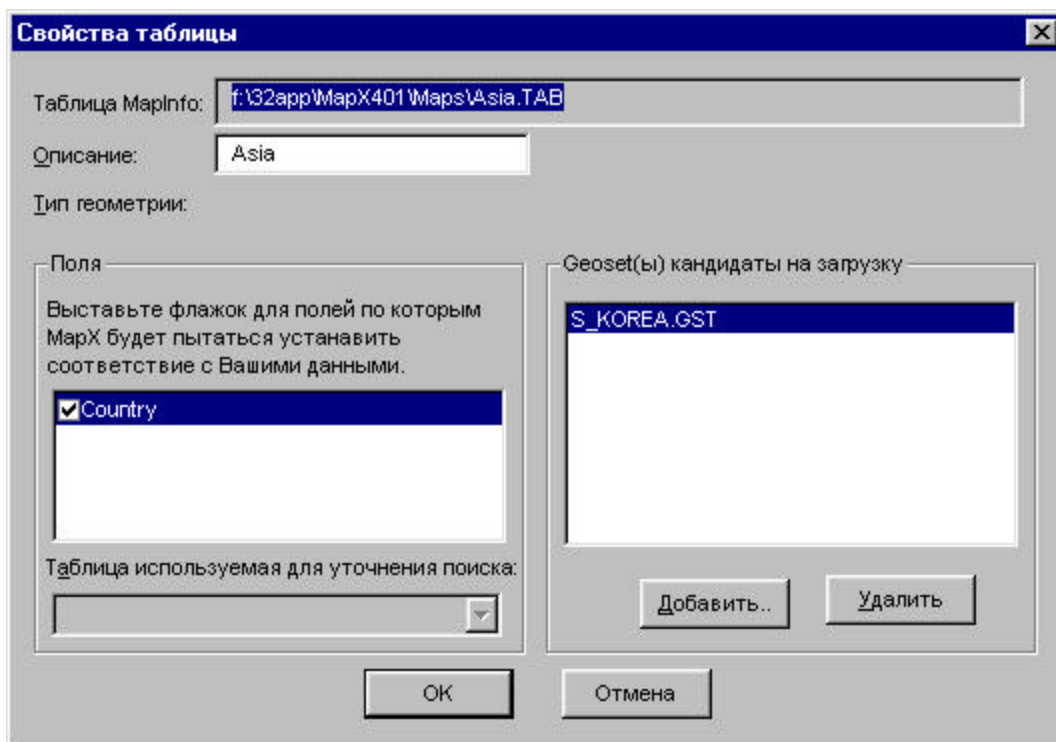 Свойства таблицы
Таблица MapInfo: f:\32app\MapX401\Maps\Asia.TAB
Описание: Asia
Тип геометрии:
Поля
Выставьте флажок для полей по которым
MapX будет пытаться устанавить
соответствие с Вашими данными.
Country
Таблица используемая для уточнения поиска:
Geoset(ы) кандидаты на загрузку
S_KOREA.GST
Добавить..
Удалить
OK
Отмена